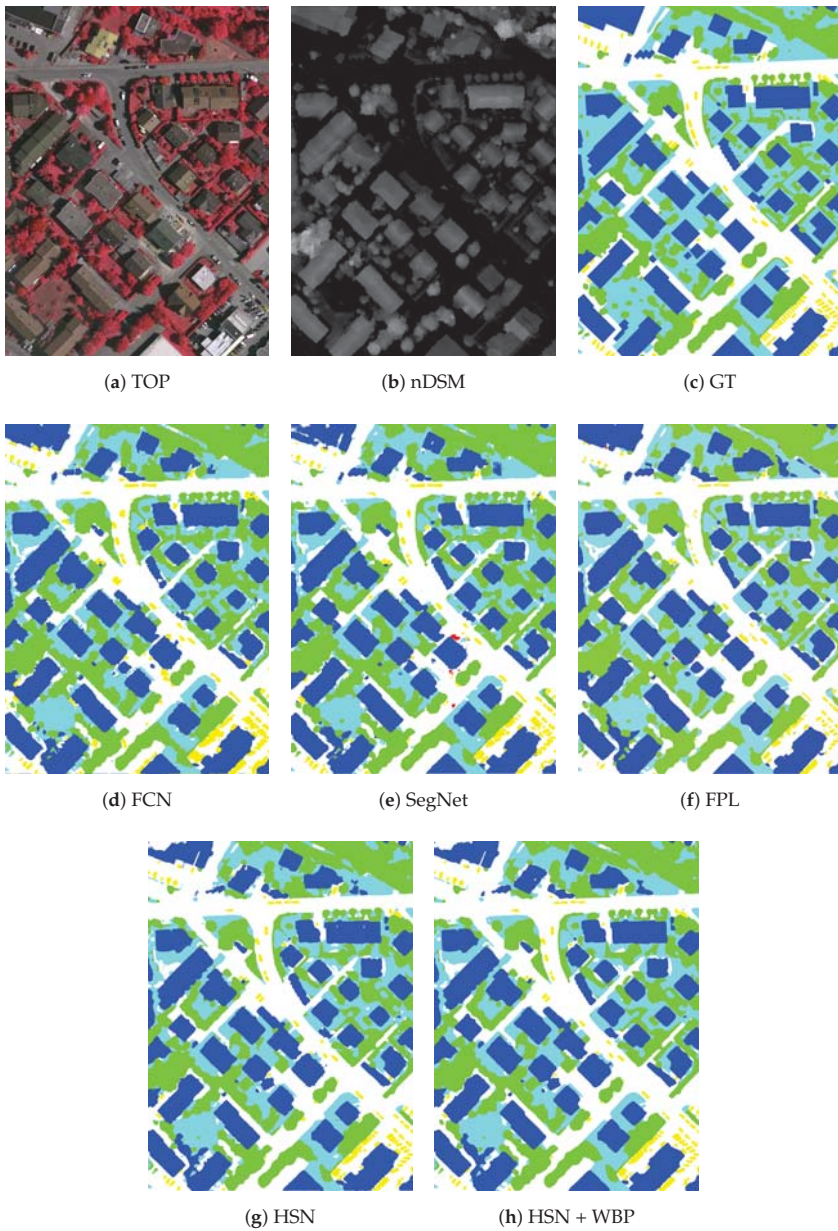 (a) TOP
(b) nDSM
(c) GT
(d) FCN
(e) SegNet
(f) FPL
(g) HSN
(h) HSN + WBP